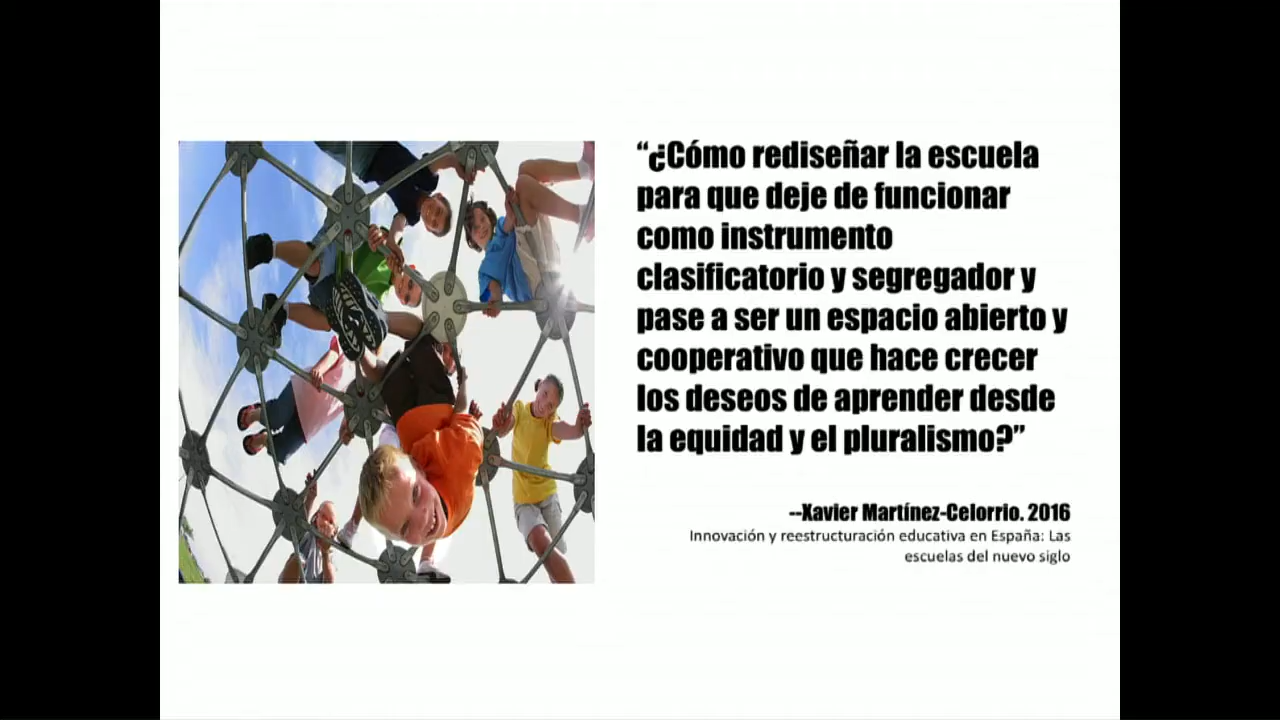 “¿Cómo rediseñar la escuela
para que deje de funcionar
como instrumento
clasificatorio y segregador y
pase a ser un espacio abierto y
cooperativo que hace crecer
los deseos de aprender desde
la equidad y el pluralismo?”
--Xavier Martínez-Celorrio. 2016
Innovación y reestructuración educativa en España: Las
escuelas del nuevo siglo